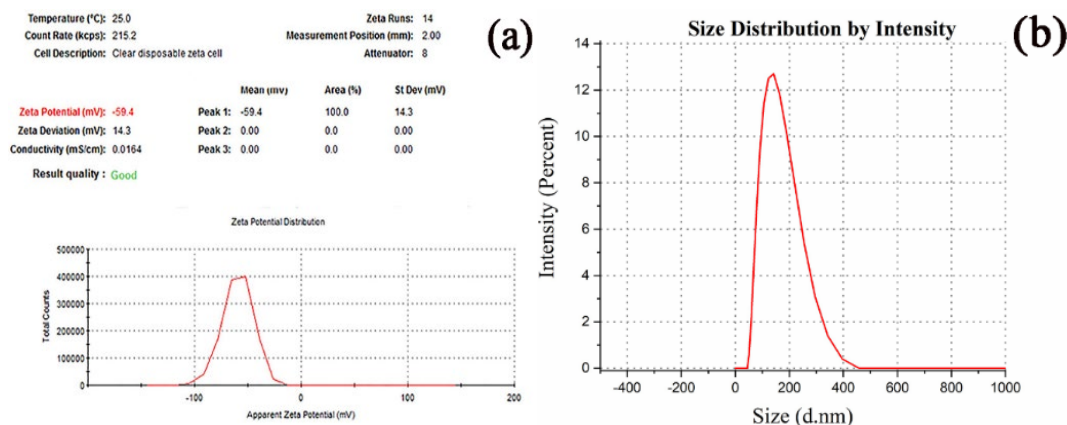 Temperature (°C): 25.0 Zeta Runs: 14
Count Rate (kcps): 215.2 Measurement Position (mm): 2.00
Cell Description: Clear disposable zeta cell Attenuator: 8
(a)
Mean (mV) Area (%) St Dev (mV)
Zeta Potential (mV): -59.4 Peak 1: -59.4 100.0 14.3
Zeta Deviation (mV): 14.3 Peak 2: 0.00 0.0 0.00
Conductivity (mS/cm): 0.0164 Peak 3: 0.00 0.0 0.00
Result quality : Good
Zeta Potential Distribution
500000
400000
300000
200000
100000
0
Total Counts
-100 0 100 200
Apparent Zeta Potential (mV)
(b)
Size Distribution by Intensity
14
12
10
8
6
4
2
0
Intensity (Percent)
-400 -200 0 200 400 600 800 1000
Size (d.nm)